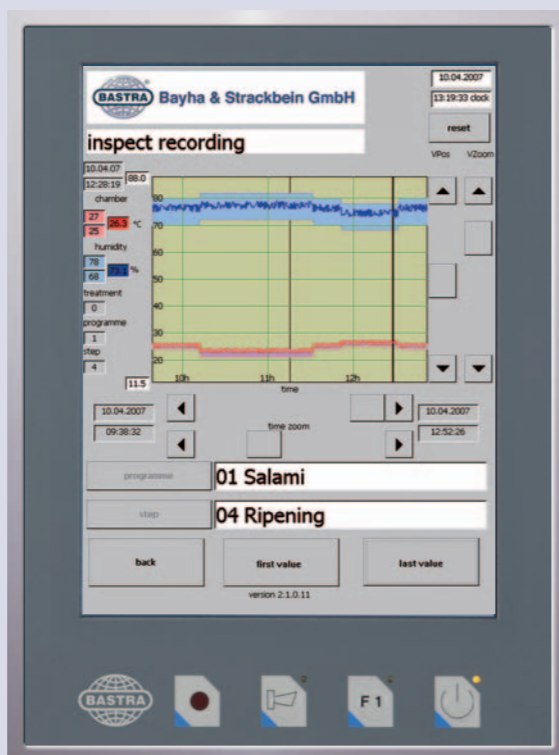 BASTRA
Bayha & Strackbein GmbH
10.04.2007
13:19:33 clock
inspect recording
reset
VPos VZoom
10.04.07
12:28:19
88.0
chamber
27
25
26.3 °C
humidity
78
68
73.1 %
treatment
0
programme
1
step
4
80
70
60
50
40
30
20
11.5
10h 11h 12h
time
10.04.2007
09:38:32
time zoom
10.04.2007
12:52:26
programme 01 Salami
step 04 Ripening
back first value last value
version 2.1.0.11
BASTRA F 1